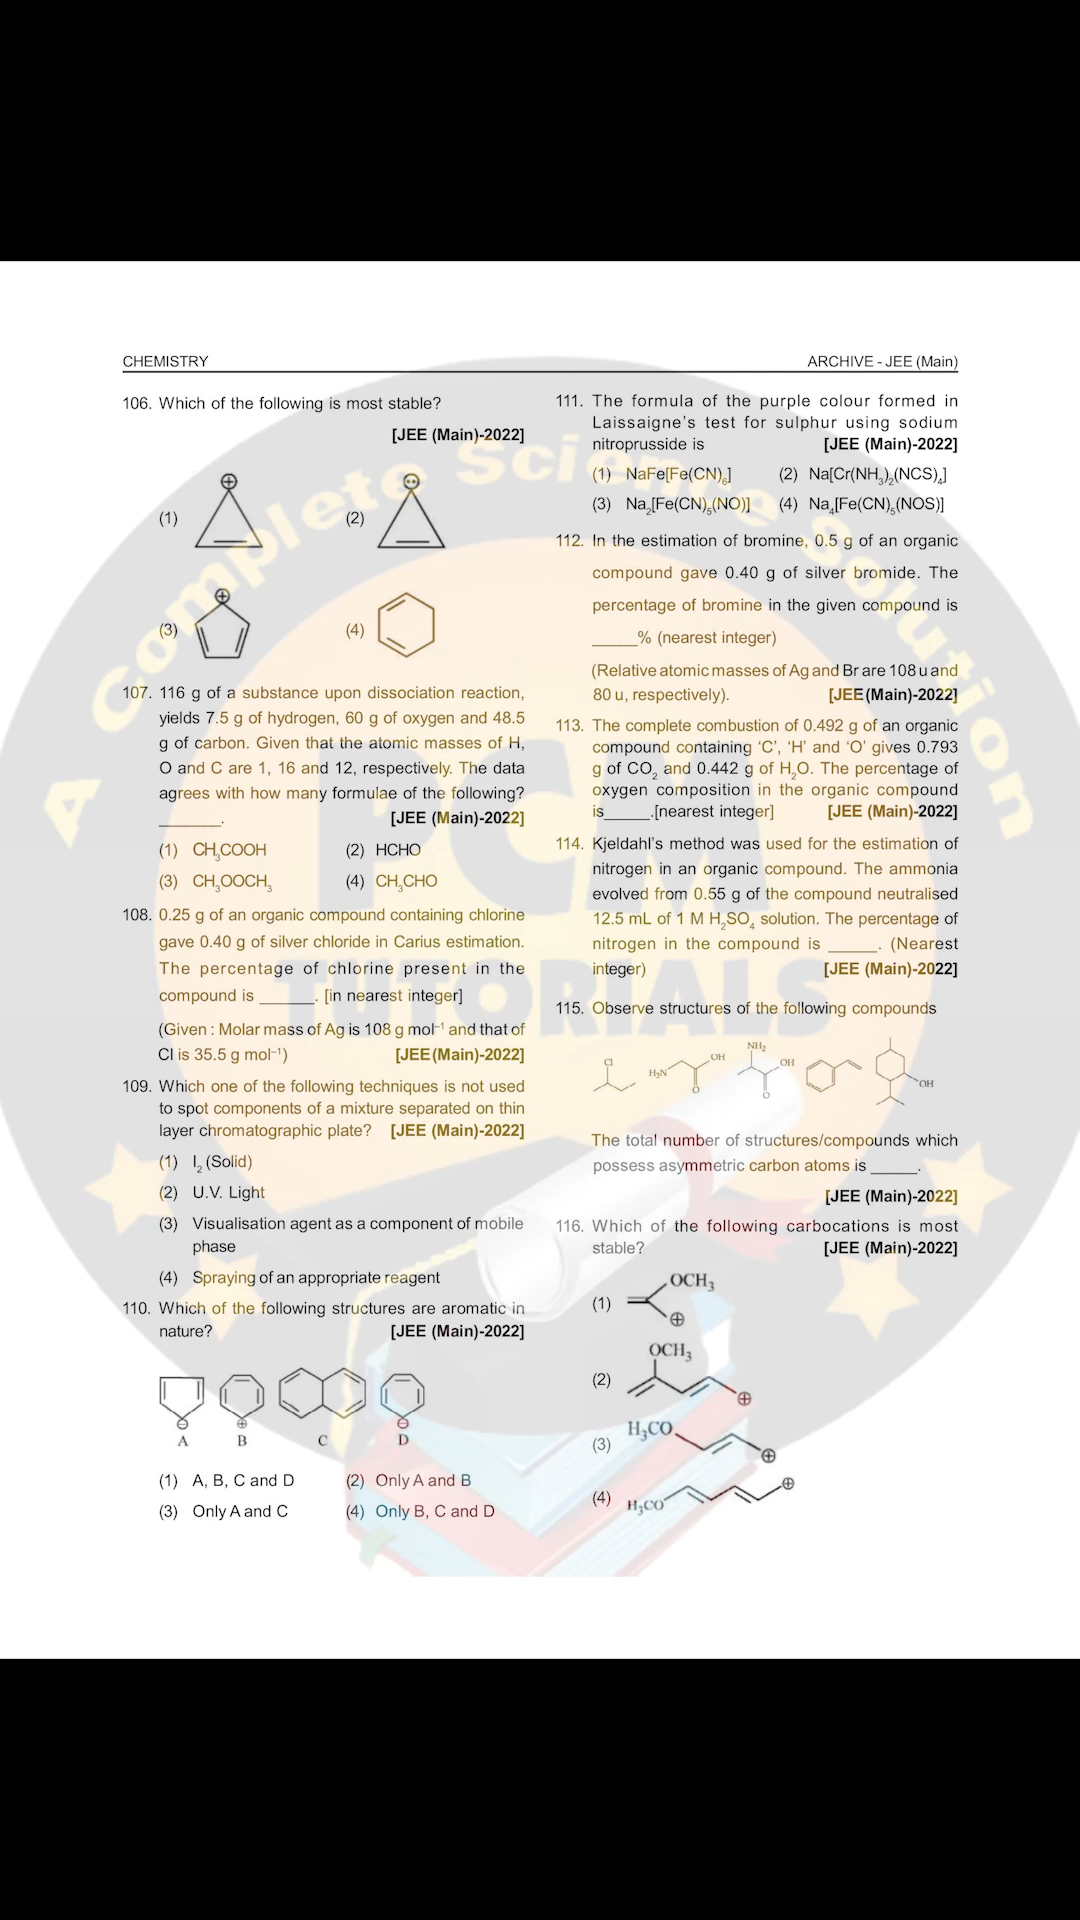 CHEMISTRY
ARCHIVE - JEE (Main)
106. Which of the following is most stable?
[JEE (Main)-2022]
(1)
(2)
(3)
(4)
107. 116 g of a substance upon dissociation reaction,
yields 7.5 g of hydrogen, 60 g of oxygen and 48.5
g of carbon. Given that the atomic masses of H,
O and C are 1, 16 and 12, respectively. The data
agrees with how many formulae of the following?
_______. [JEE (Main)-2022]
(1) CH₃COOH (2) HCHO
(3) CH₃OOCH₃ (4) CH₃CHO
108. 0.25 g of an organic compound containing chlorine
gave 0.40 g of silver chloride in Carius estimation.
The percentage of chlorine present in the
compound is ______. [in nearest integer]
(Given : Molar mass of Ag is 108 g mol⁻¹ and that of
Cl is 35.5 g mol⁻¹) [JEE (Main)-2022]
109. Which one of the following techniques is not used
to spot components of a mixture separated on thin
layer chromatographic plate? [JEE (Main)-2022]
(1) I₂ (Solid)
(2) U.V. Light
(3) Visualisation agent as a component of mobile
phase
(4) Spraying of an appropriate reagent
110. Which of the following structures are aromatic in
nature? [JEE (Main)-2022]
A B C D
(1) A, B, C and D (2) Only A and B
(3) Only A and C (4) Only B, C and D
111. The formula of the purple colour formed in
Laissaigne's test for sulphur using sodium
nitroprusside is [JEE (Main)-2022]
(1) NaFe[Fe(CN)₆] (2) Na[Cr(NH₃)₂(NCS)₄]
(3) Na₂[Fe(CN)₅(NO)] (4) Na₄[Fe(CN)₅(NOS)]
112. In the estimation of bromine, 0.5 g of an organic
compound gave 0.40 g of silver bromide. The
percentage of bromine in the given compound is
_____% (nearest integer)
(Relative atomic masses of Ag and Br are 108 u and
80 u, respectively). [JEE (Main)-2022]
113. The complete combustion of 0.492 g of an organic
compound containing 'C', 'H' and 'O' gives 0.793
g of CO₂ and 0.442 g of H₂O. The percentage of
oxygen composition in the organic compound
is_____.[nearest integer] [JEE (Main)-2022]
114. Kjeldahl's method was used for the estimation of
nitrogen in an organic compound. The ammonia
evolved from 0.55 g of the compound neutralised
12.5 mL of 1 M H₂SO₄ solution. The percentage of
nitrogen in the compound is ______. (Nearest
integer) [JEE (Main)-2022]
115. Observe structures of the following compounds
Cl H₂N OH O NH₂ OH O OH
The total number of structures/compounds which
possess asymmetric carbon atoms is _____.
[JEE (Main)-2022]
116. Which of the following carbocations is most
stable? [JEE (Main)-2022]
(1) OCH₃
(2) OCH₃
(3) H₃CO
(4) H₃CO
A Complete Science Solution
PCM
TUTORIALS